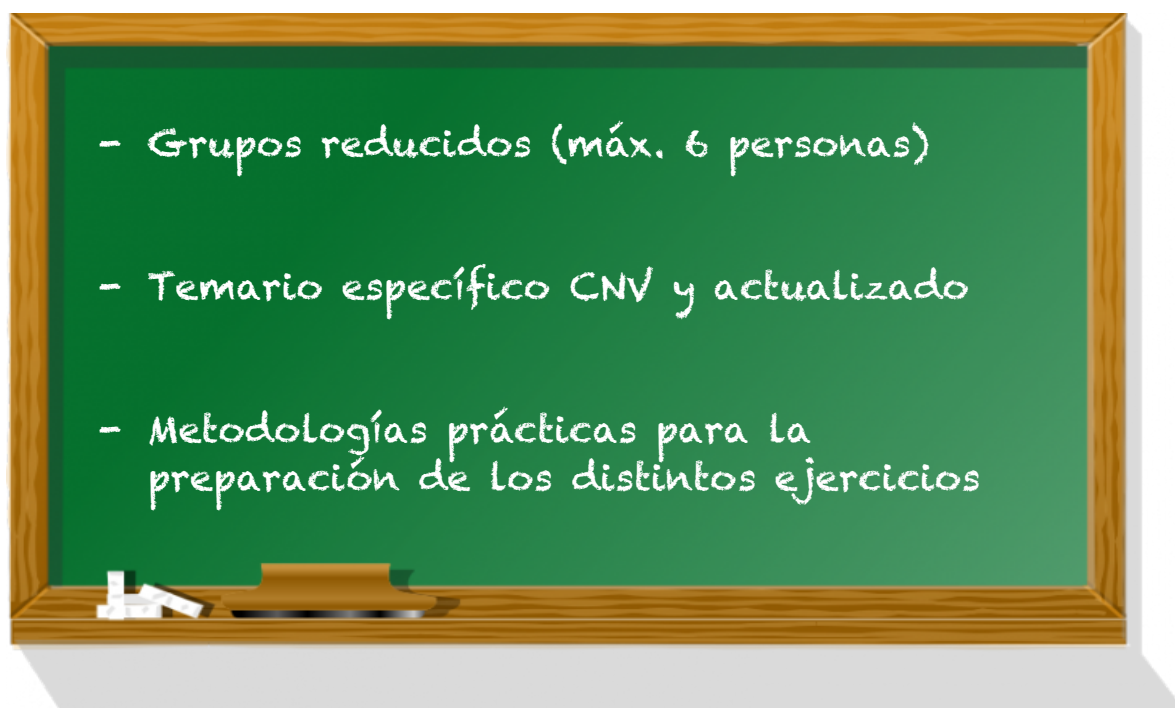 - Grupos reducidos (máx. 6 personas)
- Temario específico CNV y actualizado
- Metodologías prácticas para la
preparación de los distintos ejercicios